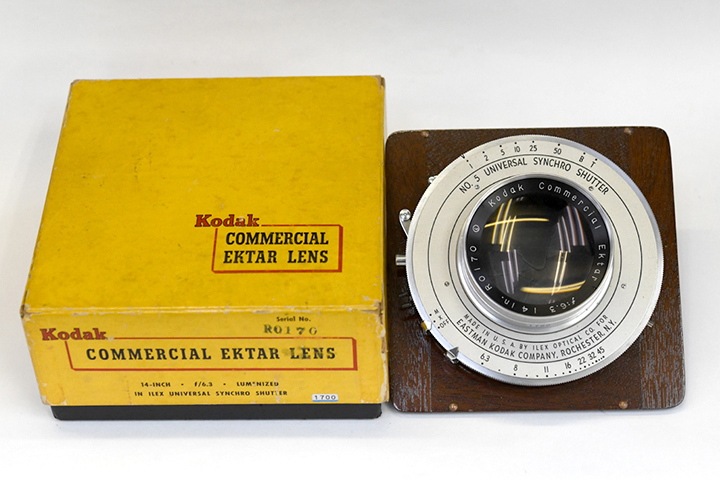 Kodak
COMMERCIAL
EKTAR LENS
Serial No.
RO170
Kodak
COMMERCIAL EKTAR LENS
14-INCH • f/6.3 • LUM*NIZED
IN ILEX UNIVERSAL SYNCHRO SHUTTER
1700
1 2 5 10 25 50 B T
NO. 5 UNIVERSAL SYNCHRO SHUTTER
RO170 Ⓛ Kodak Commercial Ektar
f:6.3 14 in.
M
X
OFF
MADE IN U.S.A. BY ILEX OPTICAL CO. FOR
EASTMAN KODAK COMPANY, ROCHESTER N.Y.
6.3 8 11 16 22 32 45